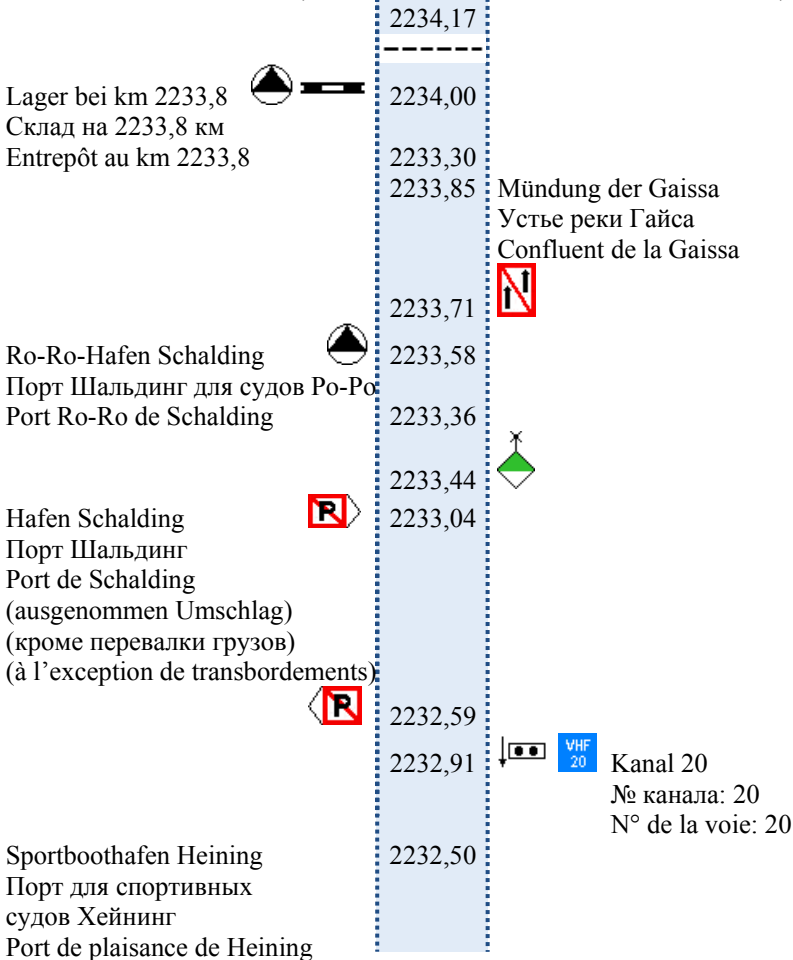 2234,17
Lager bei km 2233,8
2234,00
Склад на 2233,8 км
Entrepôt au km 2233,8
2233,30
2233,85
Mündung der Gaissa
Устье реки Гайса
Confluent de la Gaissa
2233,71
Ro-Ro-Hafen Schalding
2233,58
Порт Шальдинг для судов Ро-Ро
Port Ro-Ro de Schalding
2233,36
2233,44
Hafen Schalding
P
2233,04
Порт Шальдинг
Port de Schalding
(ausgenommen Umschlag)
(кроме перевалки грузов)
(à l’exception de transbordements)
P
2232,59
2232,91
VHF
20
Kanal 20
№ канала: 20
N° de la voie: 20
Sportboothafen Heining
2232,50
Порт для спортивных
судов Хейнинг
Port de plaisance de Heining